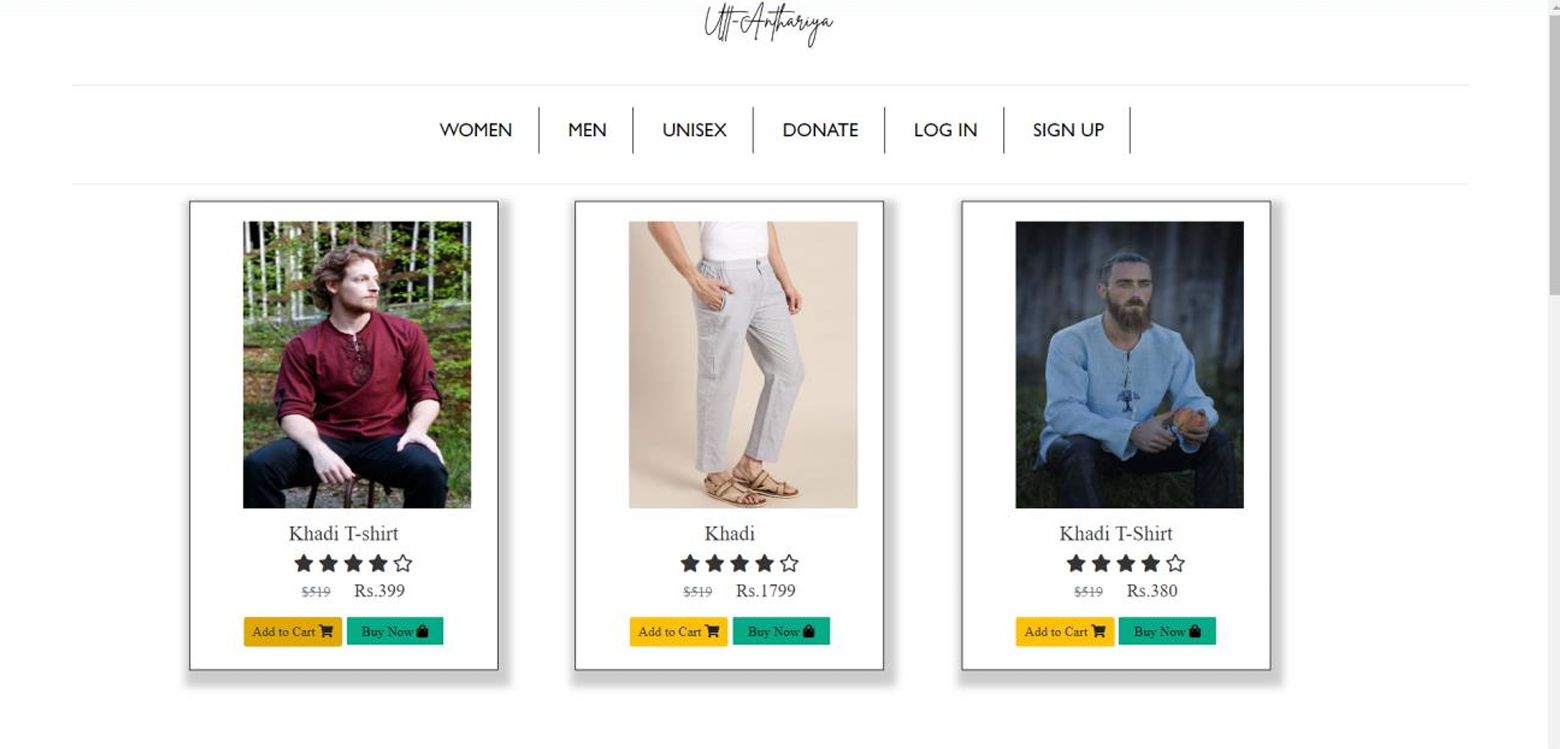 Utt-Anthariya
WOMEN MEN UNISEX DONATE LOG IN SIGN UP
Khadi T-shirt
$519 Rs.399
Add to Cart Buy Now
Khadi
$519 Rs.1799
Add to Cart Buy Now
Khadi T-Shirt
$519 Rs.380
Add to Cart Buy Now